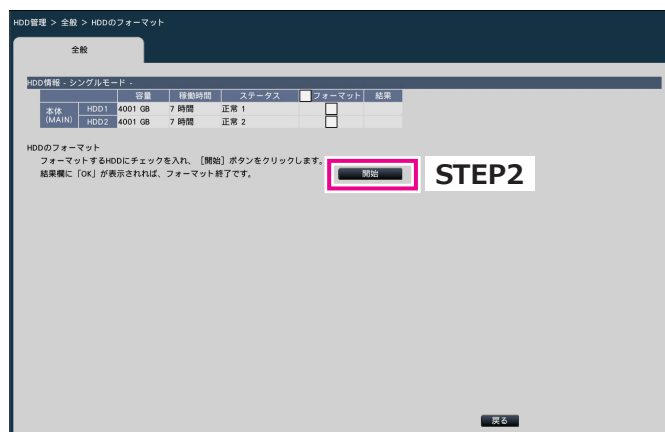 HDD管理 > 全般 > HDDのフォーマット
全般
HDD情報 - シングルモード -
容量 稼働時間 ステータス フォーマット 結果
本体 (MAIN) HDD1 4001 GB 7 時間 正常 1
HDD2 4001 GB 7 時間 正常 2
HDDのフォーマット
フォーマットするHDDにチェックを入れ、［開始］ボタンをクリックします。
結果欄に「OK」が表示されれば、フォーマット終了です。
開始 STEP2
戻る